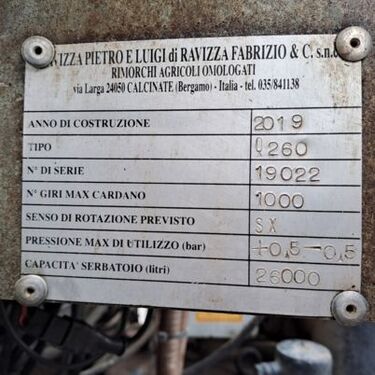 VIZZA PIETRO E LUIGI di RAVIZZA FABRIZIO & C. s.n.c
RIMORCHI AGRICOLI OMOLOGATI
via Larga 24050 CALCINATE (Bergamo) - Italia - tel. 035/841138
ANNO DI COSTRUZIONE 2019
TIPO Q260
N° DI SERIE 19022
N° GIRI MAX CARDANO 1000
SENSO DI ROTAZIONE PREVISTO SX
PRESSIONE MAX DI UTILIZZO (bar) +0,5-0,5
CAPACITA' SERBATOIO (litri) 26000